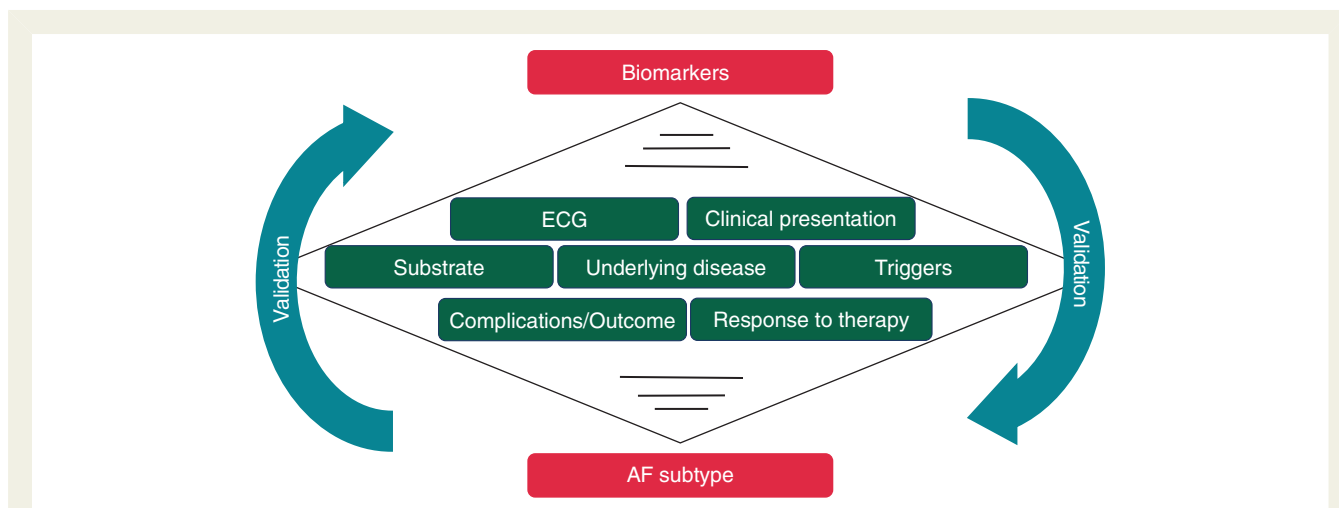 Biomarkers
ECG
Clinical presentation
Substrate
Underlying disease
Triggers
Complications/Outcome
Response to therapy
Validation
Validation
AF subtype